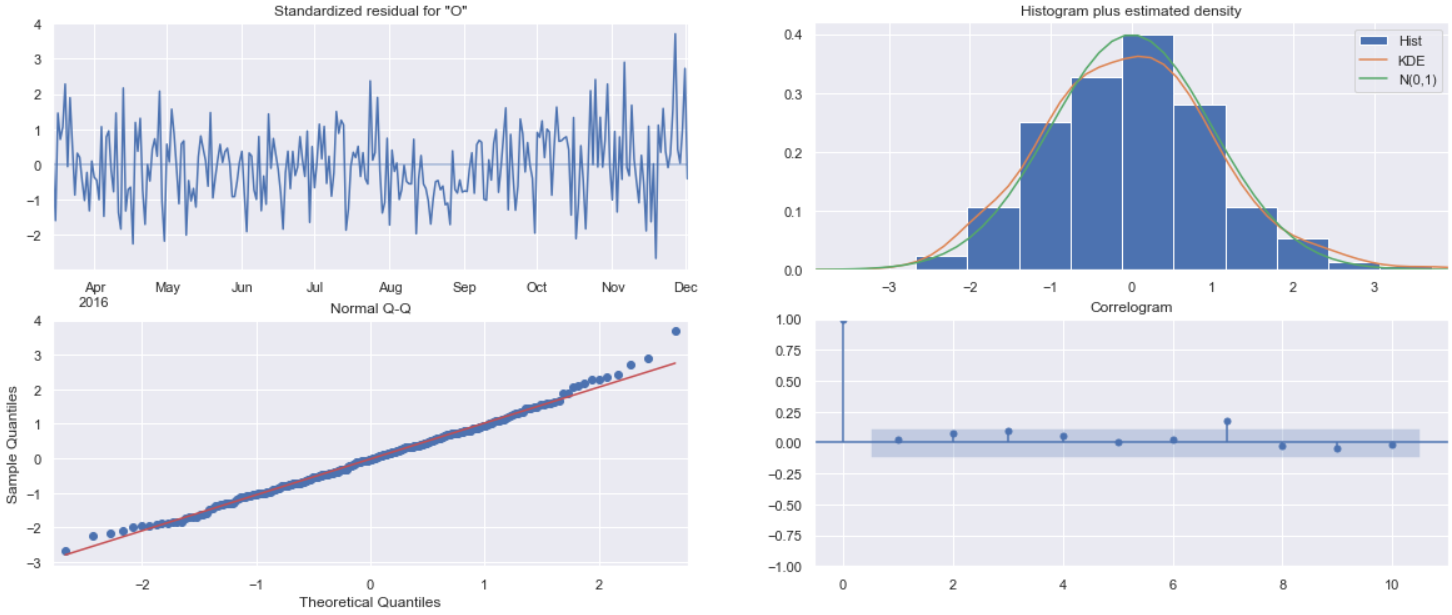 Standardized residual for "O"
4
3
2
1
0
−1
−2
Apr
2016
May
Jun
Jul
Aug
Sep
Oct
Nov
Dec
Histogram plus estimated density
0.4
0.3
0.2
0.1
0.0
Hist
KDE
N(0,1)
−3
−2
−1
0
1
2
3
Normal Q-Q
Sample Quantiles
4
3
2
1
0
−1
−2
−3
−2
−1
0
1
2
Theoretical Quantiles
Correlogram
1.00
0.75
0.50
0.25
0.00
−0.25
−0.50
−0.75
−1.00
0
2
4
6
8
10